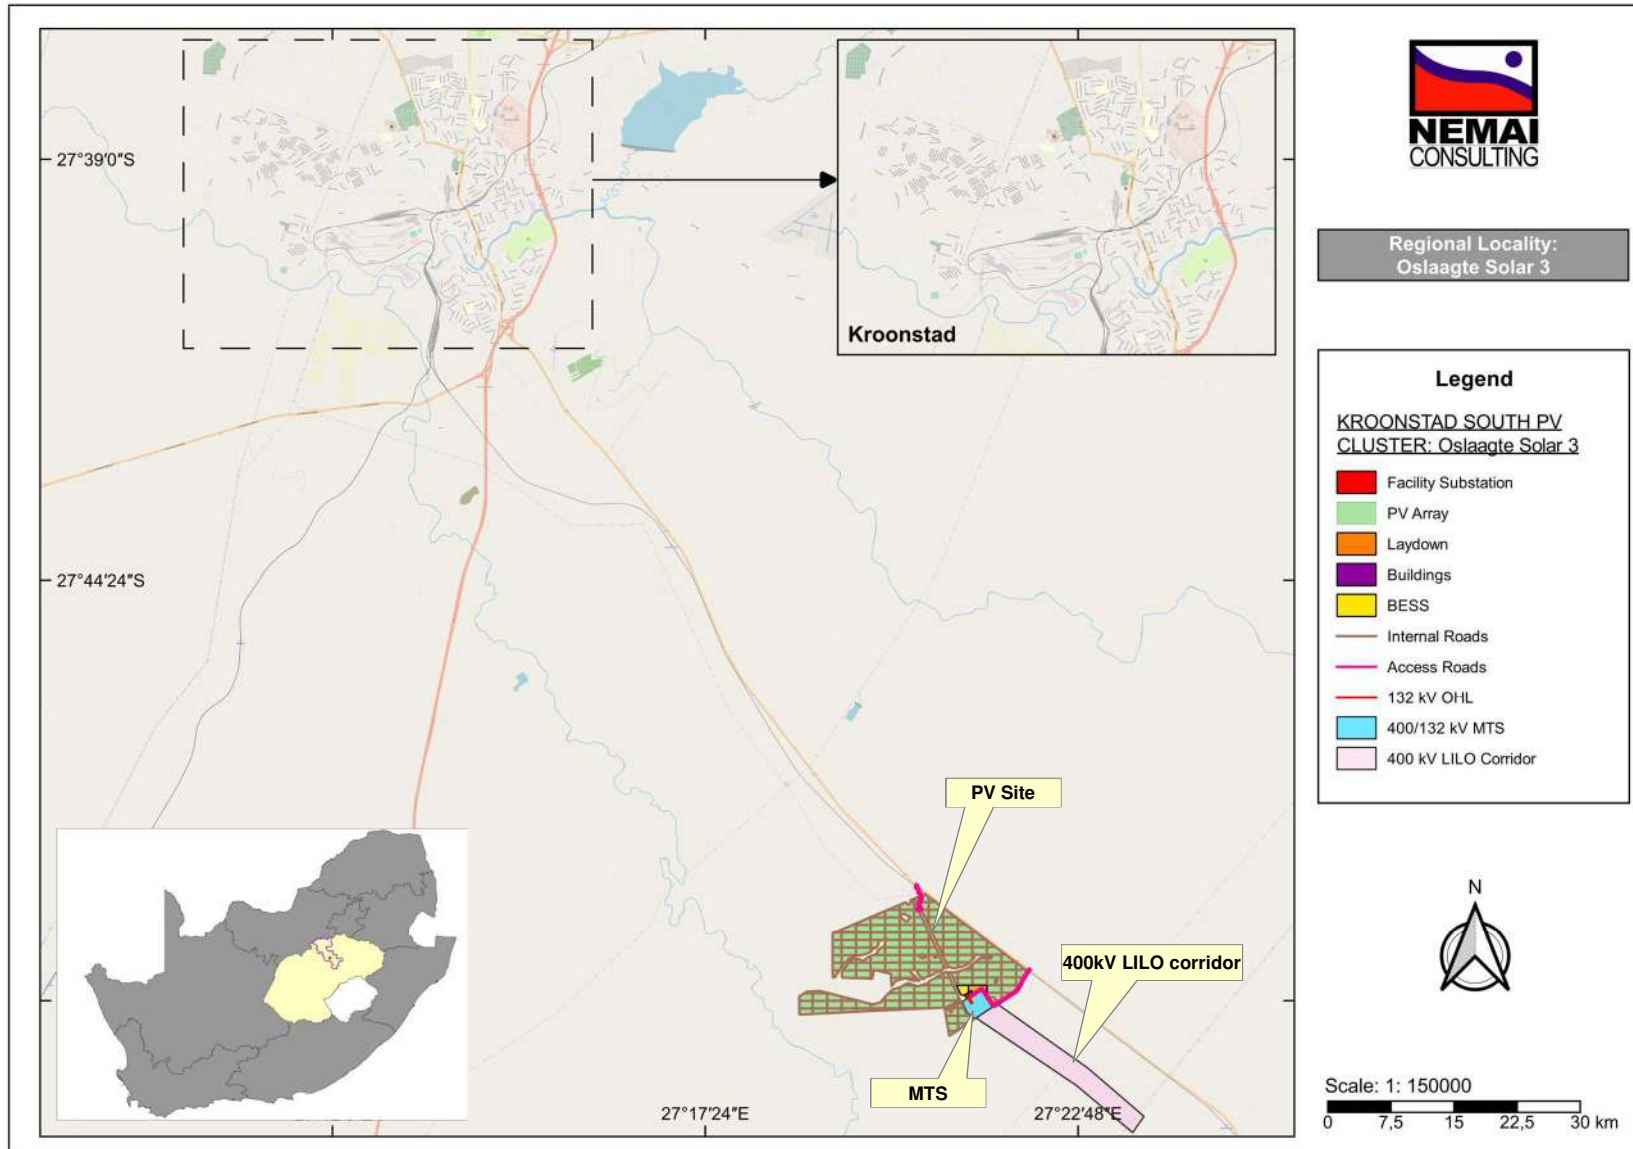 27°39′0″S
27°44′24″S
27°17′24″E
27°22′48″E
Kroonstad
PV Site
400kV LILO corridor
MTS
NEMAI
CONSULTING
Regional Locality:
Oslaagte Solar 3
Legend
KROONSTAD SOUTH PV
CLUSTER: Oslaagte Solar 3
Facility Substation
PV Array
Laydown
Buildings
BESS
Internal Roads
Access Roads
132 kV OHL
400/132 kV MTS
400 kV LILO Corridor
N
Scale: 1: 150000
0 7,5 15 22,5 30 km